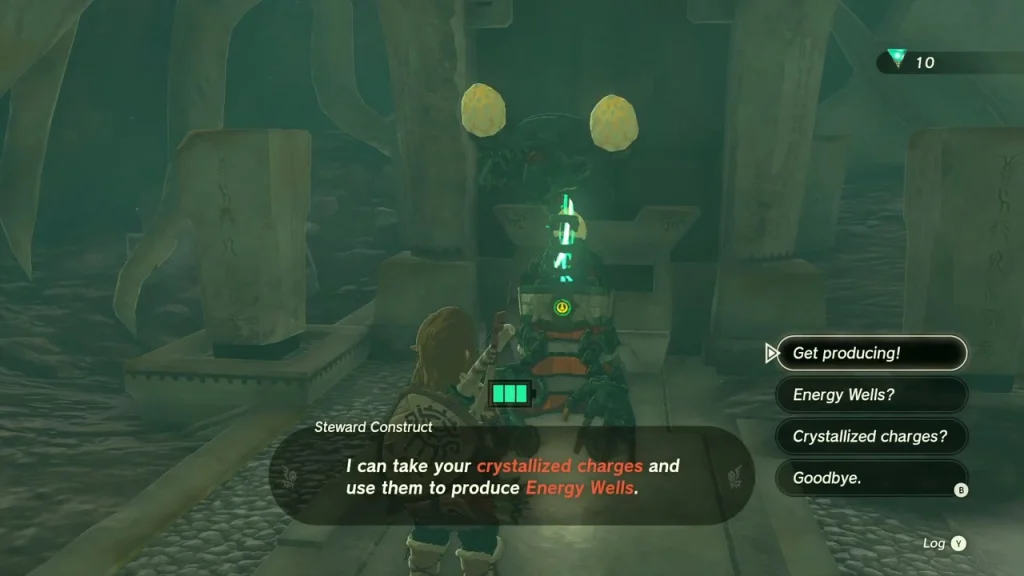 10
Get producing!
Energy Wells?
Steward Construct
Crystallized charges?
I can take your crystallized charges and
use them to produce Energy Wells.
Goodbye.
B
Log Y